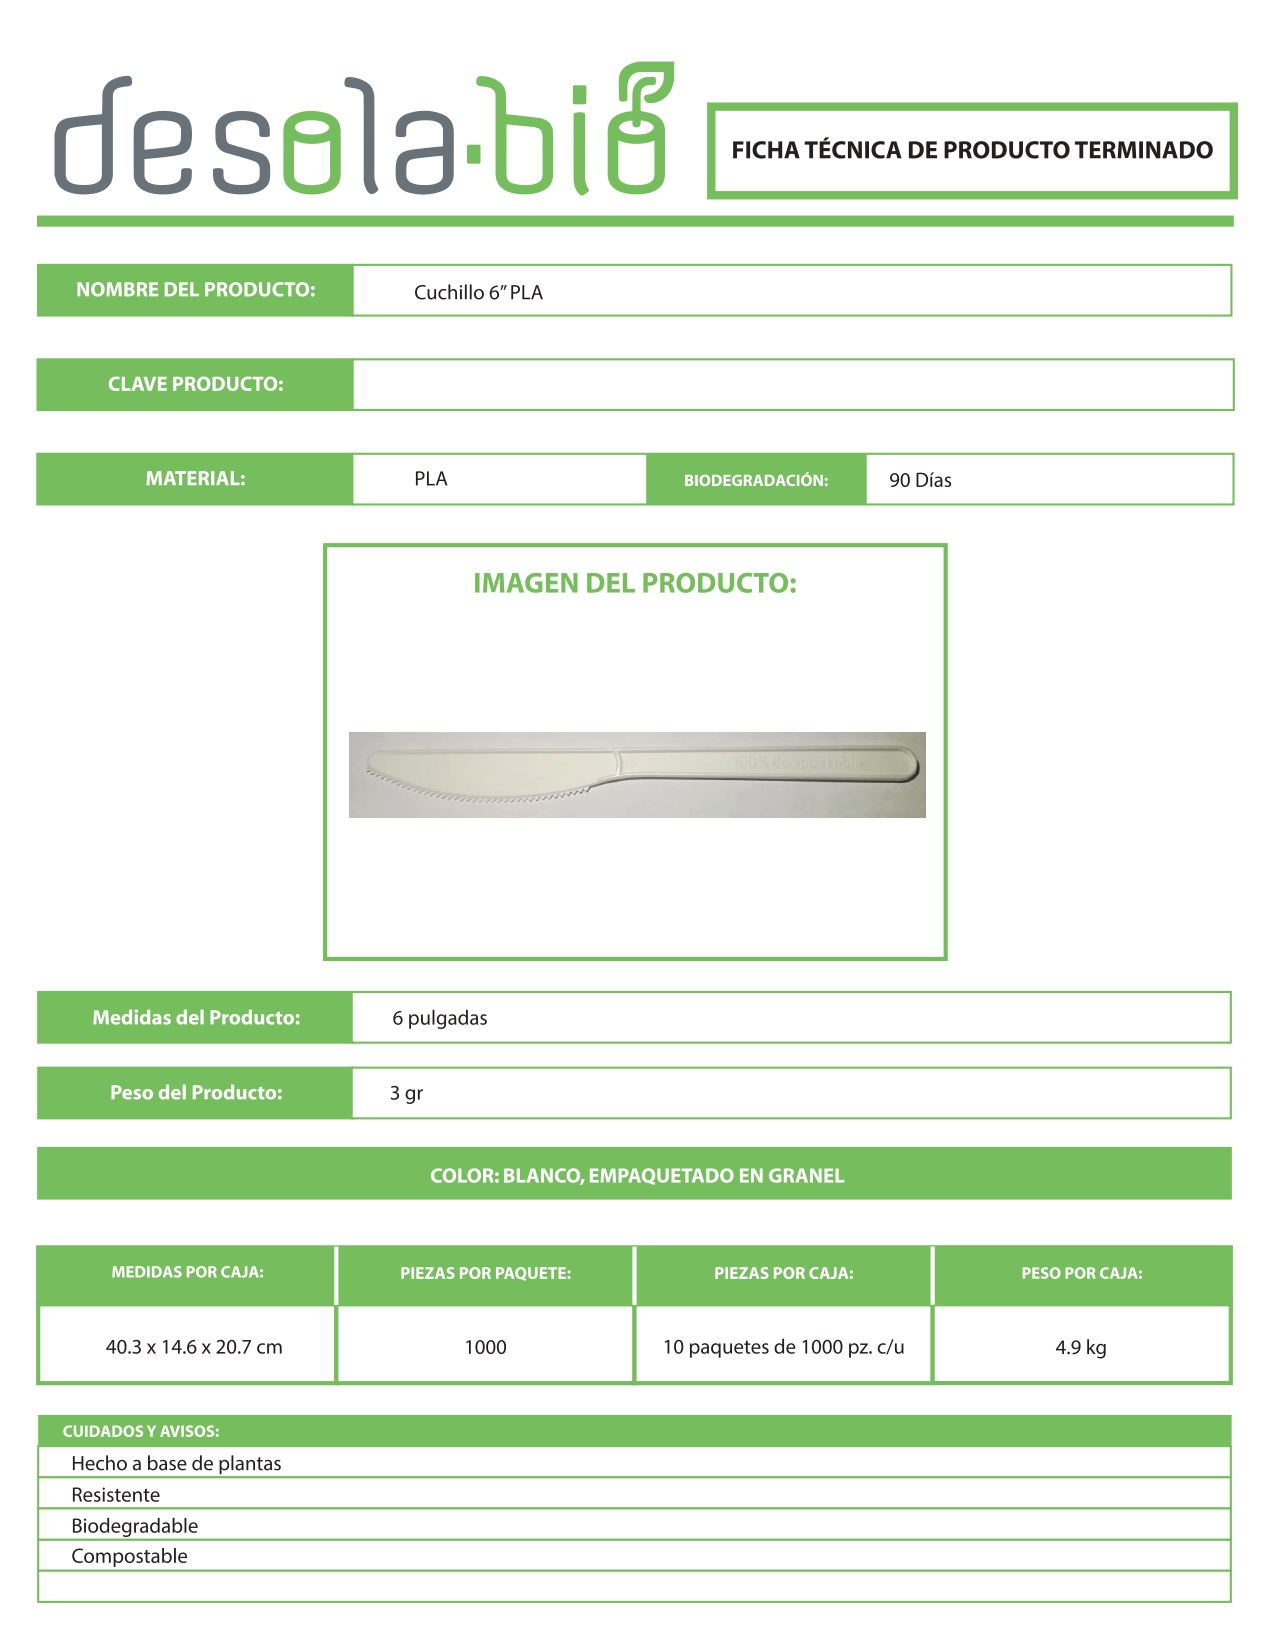 desola·bio
FICHA TÉCNICA DE PRODUCTO TERMINADO
NOMBRE DEL PRODUCTO:
Cuchillo 6” PLA
CLAVE PRODUCTO:
MATERIAL:
PLA
BIODEGRADACIÓN:
90 Días
IMAGEN DEL PRODUCTO:
100% Compostable
Medidas del Producto:
6 pulgadas
Peso del Producto:
3 gr
COLOR: BLANCO, EMPAQUETADO EN GRANEL
MEDIDAS POR CAJA:
PIEZAS POR PAQUETE:
PIEZAS POR CAJA:
PESO POR CAJA:
40.3 x 14.6 x 20.7 cm
1000
10 paquetes de 1000 pz. c/u
4.9 kg
CUIDADOS Y AVISOS:
Hecho a base de plantas
Resistente
Biodegradable
Compostable